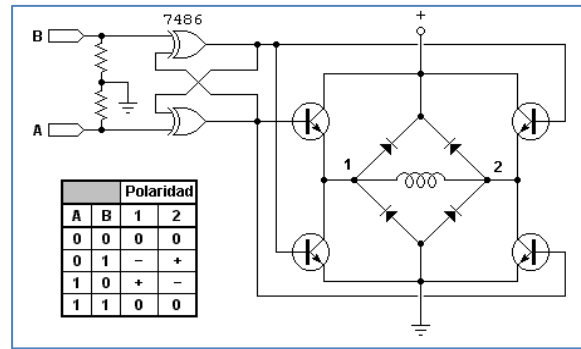 7486
B
+
A
1
2
Polaridad
A B 1 2
0 0 0 0
0 1 - +
1 0 + -
1 1 0 0